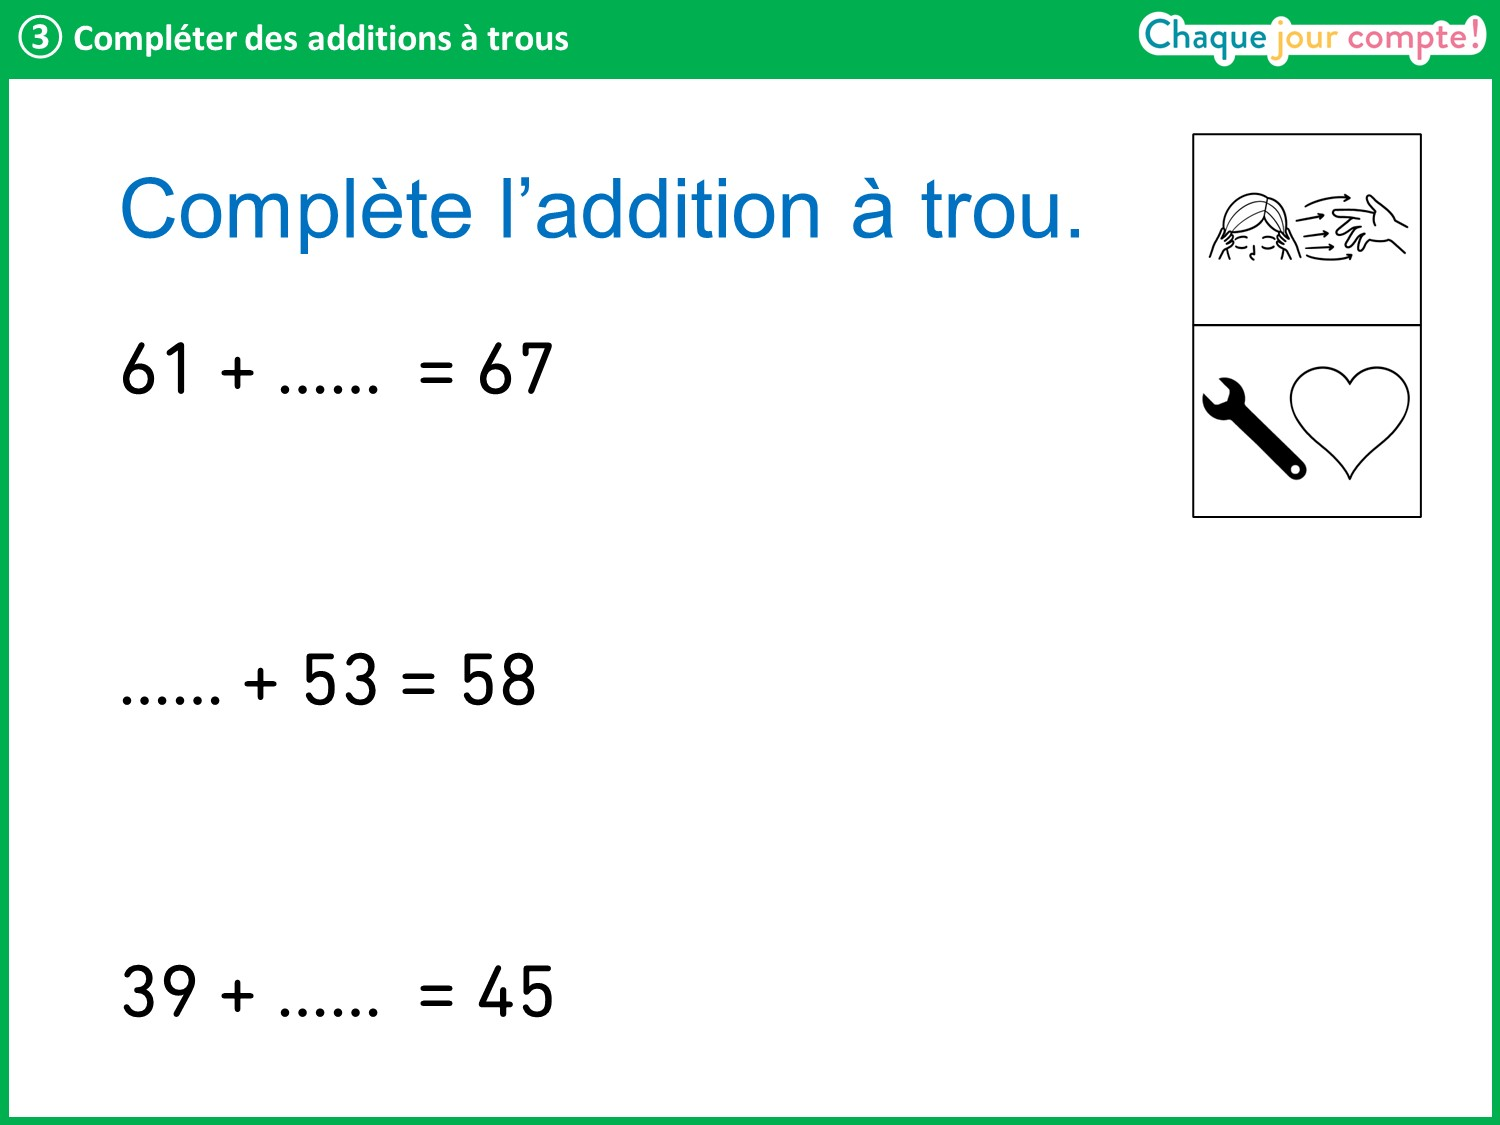 ③ Compléter des additions à trous
Chaque jour compte!
Complète l’addition à trou.
61 + ...... = 67
...... + 53 = 58
39 + ...... = 45